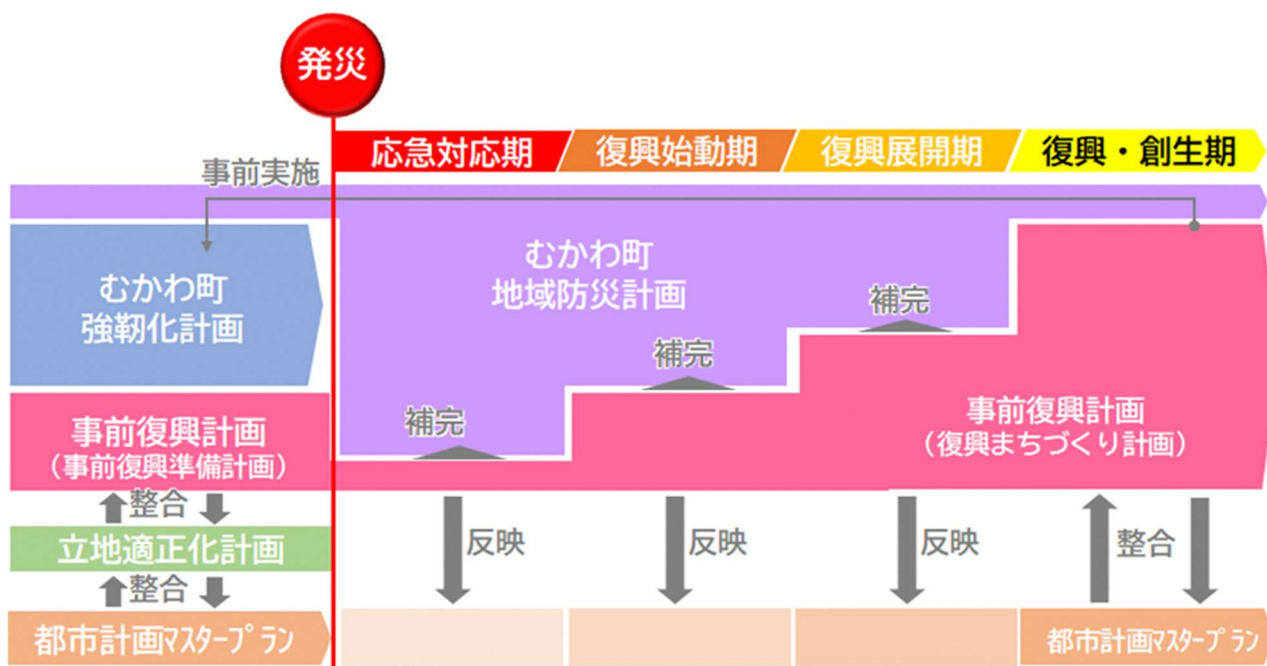 発災
応急対応期
復興始動期
復興展開期
復興・創生期
事前実施
むかわ町
強靭化計画
むかわ町
地域防災計画
補完
補完
補完
事前復興計画
（事前復興準備計画）
事前復興計画
（復興まちづくり計画）
整合
反映
反映
反映
整合
立地適正化計画
整合
都市計画マスタープラン
都市計画マスタープラン